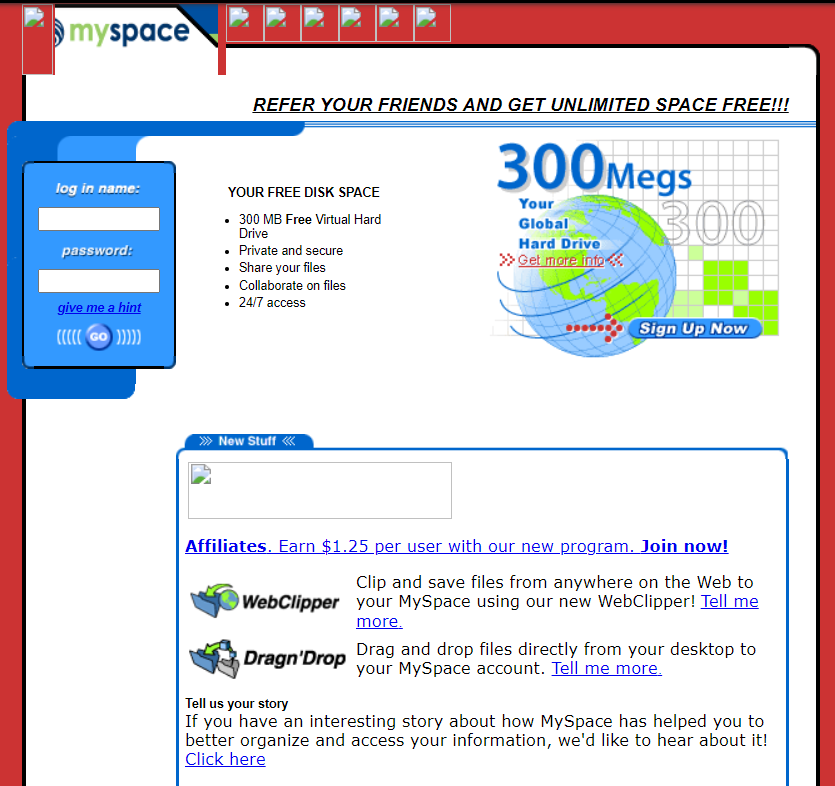 myspace
REFER YOUR FRIENDS AND GET UNLIMITED SPACE FREE!!!
log in name:
password:
give me a hint
((((( GO )))))
YOUR FREE DISK SPACE
300 MB Free Virtual Hard
Drive
Private and secure
Share your files
Collaborate on files
24/7 access
300Megs
300
Your
Global
Hard Drive
Get more info
Sign Up Now
New Stuff
Affiliates. Earn $1.25 per user with our new program. Join now!
WebClipper
Clip and save files from anywhere on the Web to
your MySpace using our new WebClipper! Tell me
more.
Dragn'Drop
Drag and drop files directly from your desktop to
your MySpace account. Tell me more.
Tell us your story
If you have an interesting story about how MySpace has helped you to
better organize and access your information, we'd like to hear about it!
Click here